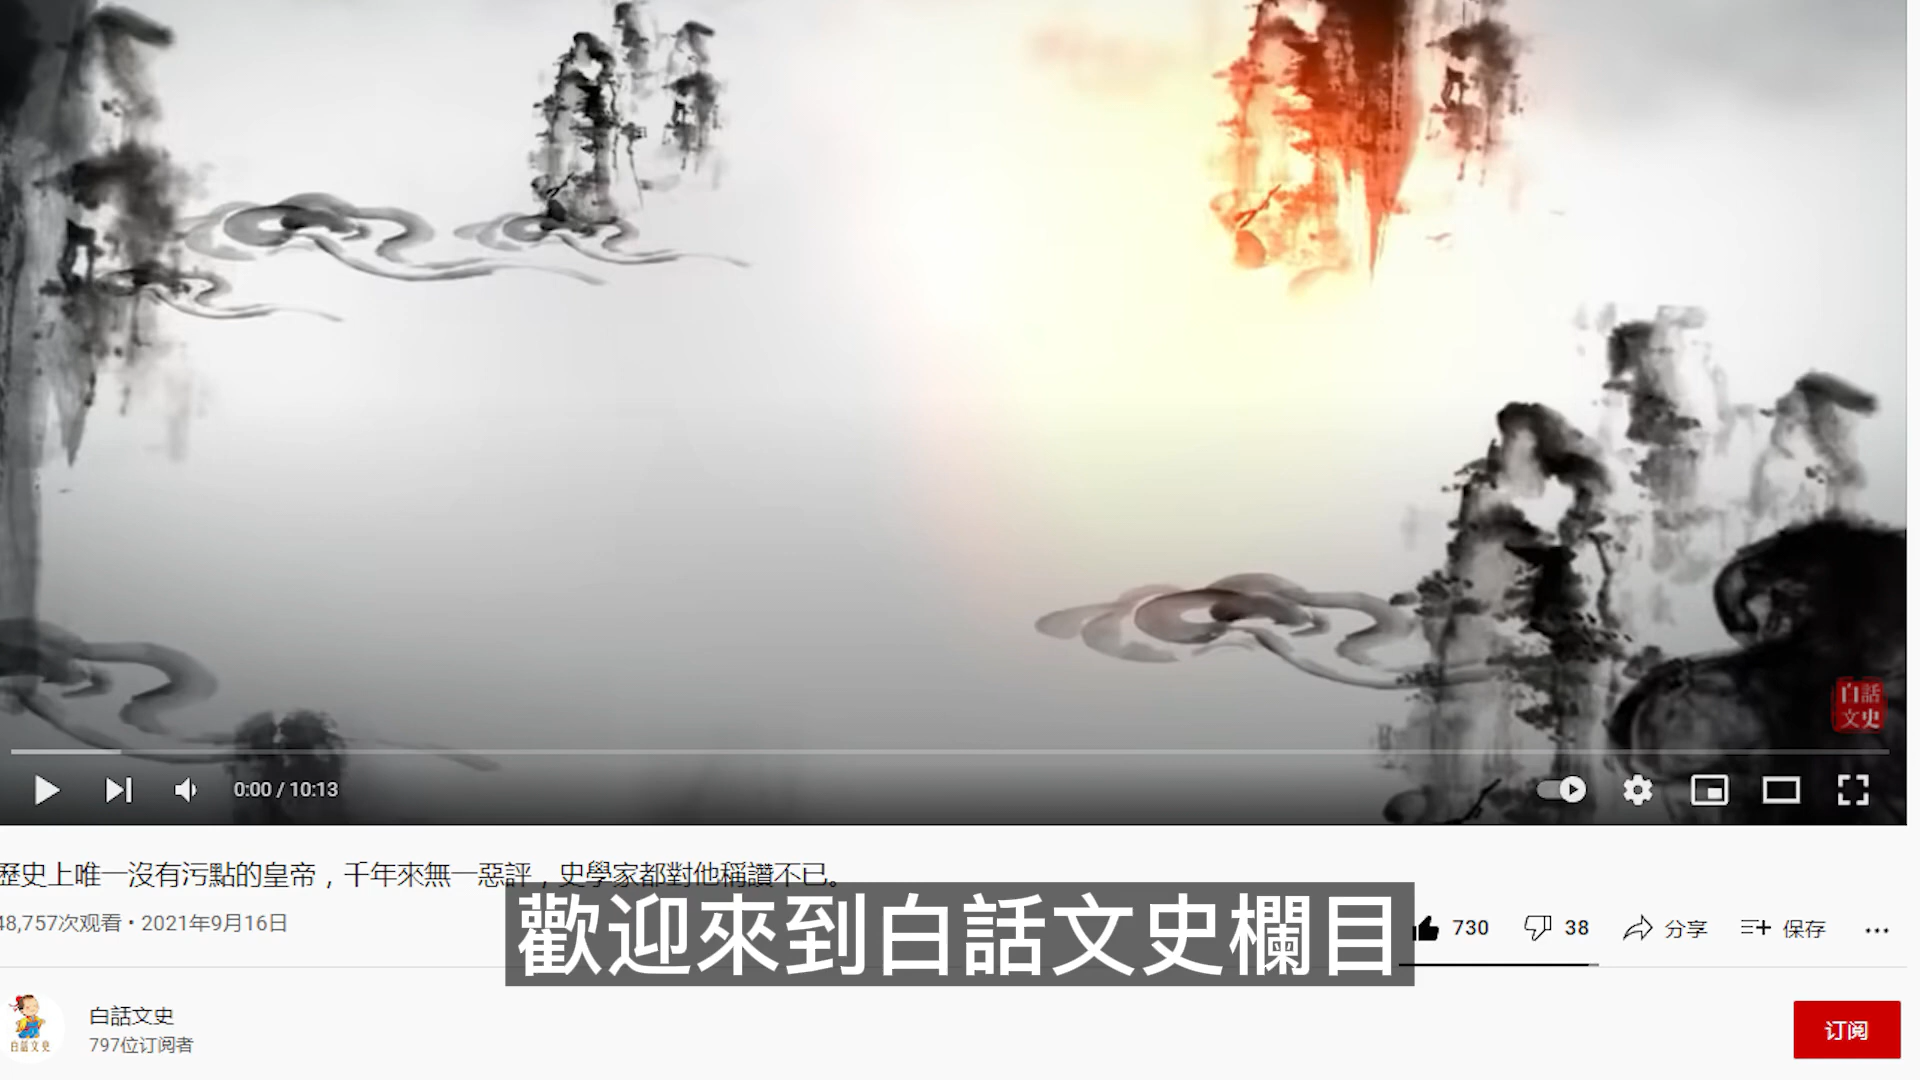 白話
文史
0:00 / 10:13
歷史上唯一沒有污點的皇帝，千年來無一惡評，史學家都對他稱讚不已。
48,757次观看 • 2021年9月16日
歡迎來到白話文史欄目
730
38
分享
保存
白話文史
白話文史
797位订阅者
订阅